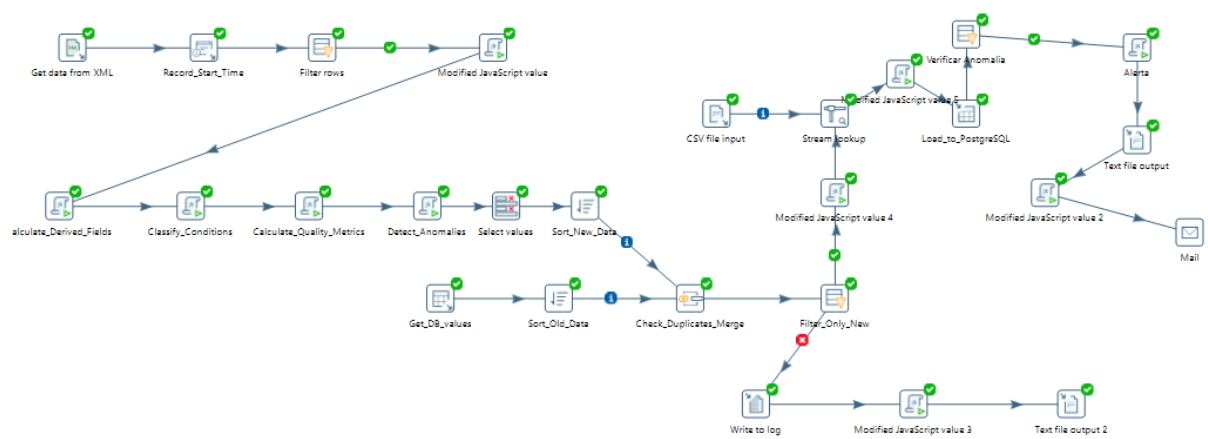 Verificar Anomalia
Get data from XML
Record_Start_Time
Filter rows
Modified JavaScript value
Alerta
Modified JavaScript value 5
CSV file input
Stream lookup
Load_to_PostgreSQL
Text file output
Modified JavaScript value 4
Modified JavaScript value 2
alculate_Derived_Fields
Classify_Conditions
Calculate_Quality_Metrics
Detect_Anomalies
Select values
Sort_New_Data
Mail
Get_DB_values
Sort_Old_Data
Check_Duplicates_Merge
Filter_Only_New
Write to log
Modified JavaScript value 3
Text file output 2